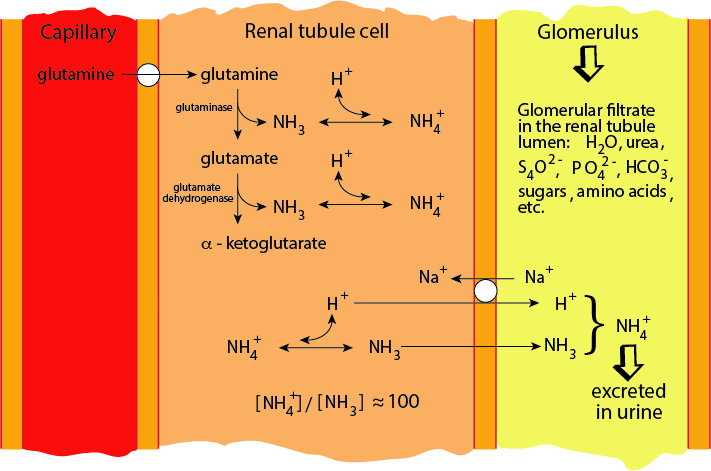 Capillary
Renal tubule cell
Glomerulus
glutamine
glutamine
H⁺
glutaminase
NH₃
NH₄⁺
Glomerular filtrate
in the renal tubule
lumen: H₂O, urea,
S₄O²⁻, PO₄²⁻, HCO₃⁻,
sugars, amino acids,
etc.
glutamate
H⁺
glutamate
dehydrogenase
NH₃
NH₄⁺
α - ketoglutarate
Na⁺
Na⁺
H⁺
H⁺
NH₄⁺
NH₄⁺
NH₃
NH₃
[NH₄⁺]/[NH₃] ≈ 100
excreted
in urine